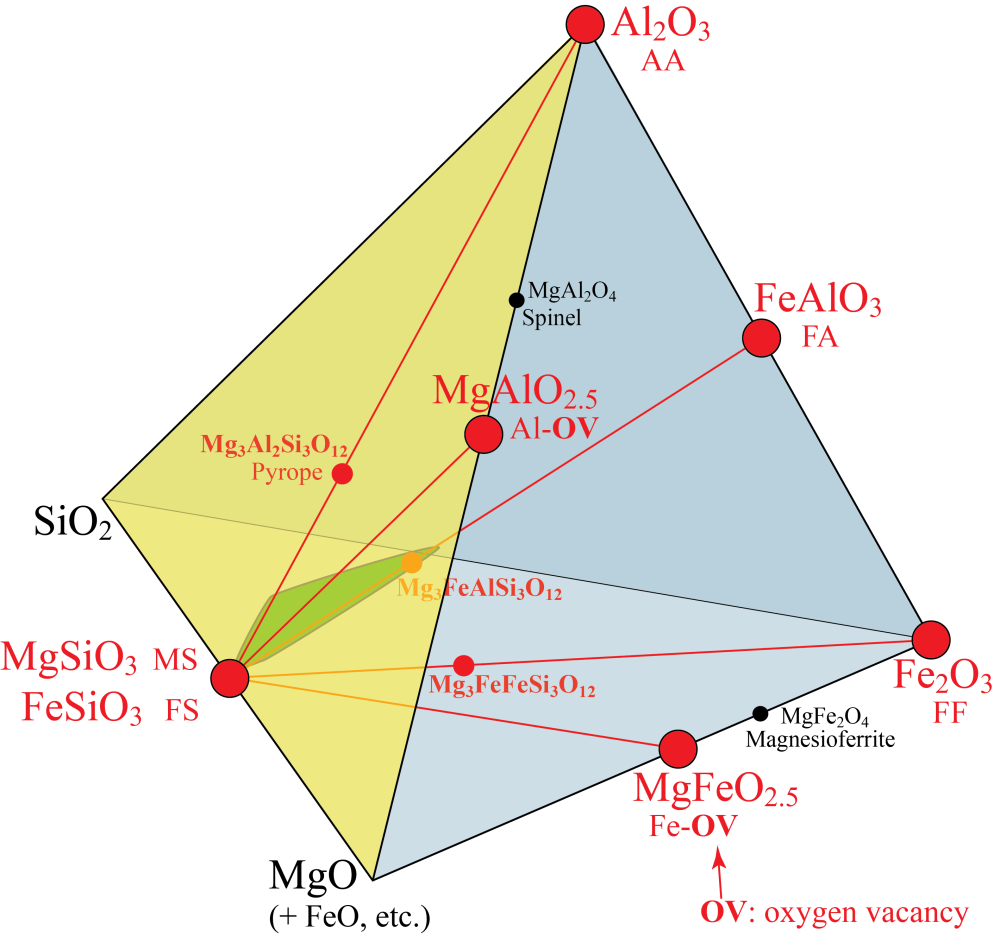 Al₂O₃
AA
MgAl₂O₄
Spinel
FeAlO₃
FA
MgAlO₂.₅
Al-OV
Mg₃Al₂Si₃O₁₂
Pyrope
SiO₂
Mg₃FeAlSi₃O₁₂
MgSiO₃ MS
FeSiO₃ FS
Mg₃FeFeSi₃O₁₂
Fe₂O₃
FF
MgFe₂O₄
Magnesioferrite
MgFeO₂.₅
Fe-OV
MgO
(+ FeO, etc.)
OV: oxygen vacancy